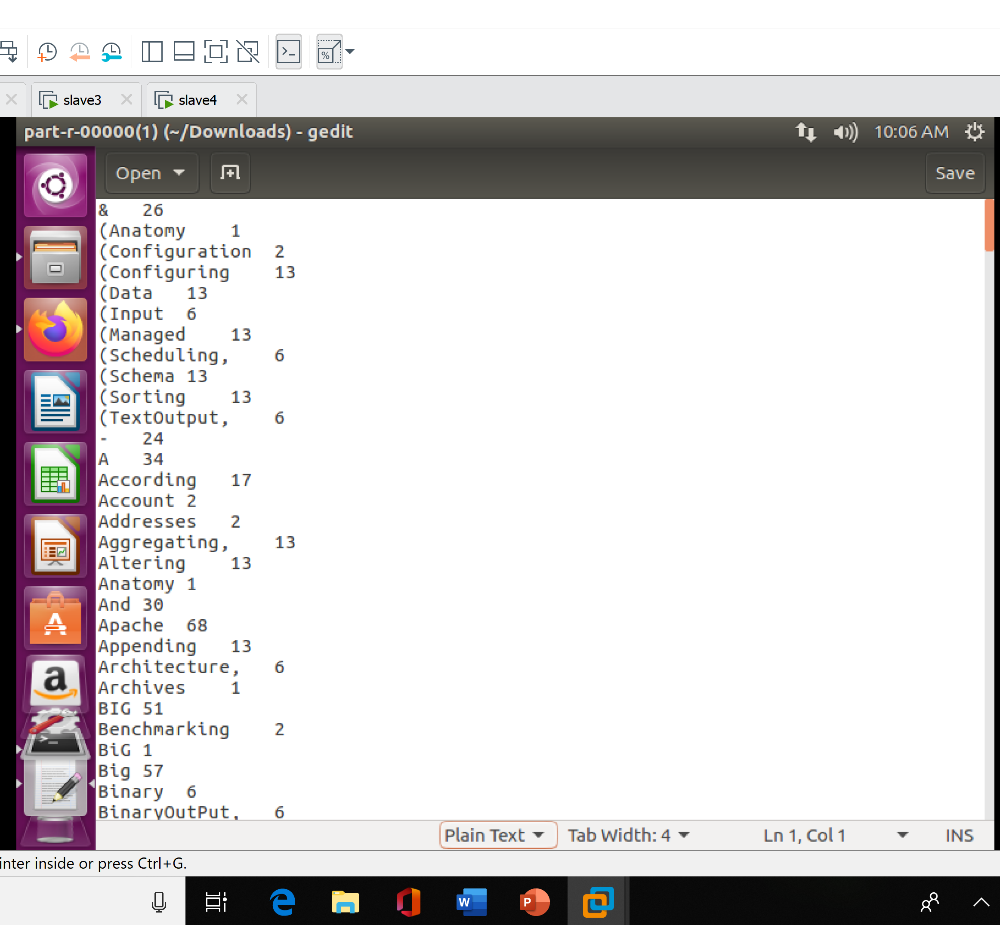 slave3
slave4
part-r-00000(1) (~/Downloads) - gedit
10:06 AM
Open
Save
& 26
(Anatomy 1
(Configuration 2
(Configuring 13
(Data 13
(Input 6
(Managed 13
(Scheduling, 6
(Schema 13
(Sorting 13
(TextOutput, 6
- 24
A 34
According 17
Account 2
Addresses 2
Aggregating, 13
Altering 13
Anatomy 1
And 30
Apache 68
Appending 13
Architecture, 6
Archives 1
BIG 51
Benchmarking 2
BiG 1
Big 57
Binary 6
BinaryOutPut, 6
Plain Text Tab Width: 4 Ln 1, Col 1 INS
inter inside or press Ctrl+G.